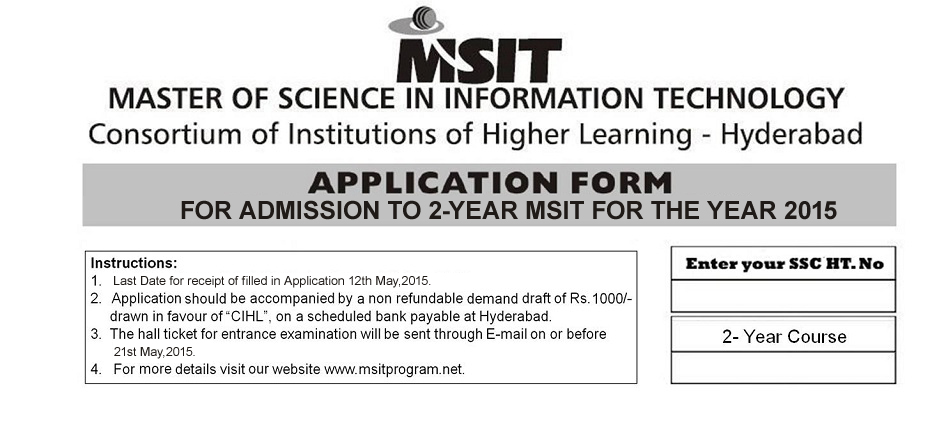 MSIT
MASTER OF SCIENCE IN INFORMATION TECHNOLOGY
Consortium of Institutions of Higher Learning - Hyderabad
APPLICATION FORM
FOR ADMISSION TO 2-YEAR MSIT FOR THE YEAR 2015
Instructions:
1. Last Date for receipt of filled in Application 12th May,2015.
2. Application should be accompanied by a non refundable demand draft of Rs.1000/-
drawn in favour of “CIHL”, on a scheduled bank payable at Hyderabad.
3. The hall ticket for entrance examination will be sent through E-mail on or before
21st May,2015.
4. For more details visit our website www.msitprogram.net.
Enter your SSC HT. No
2- Year Course